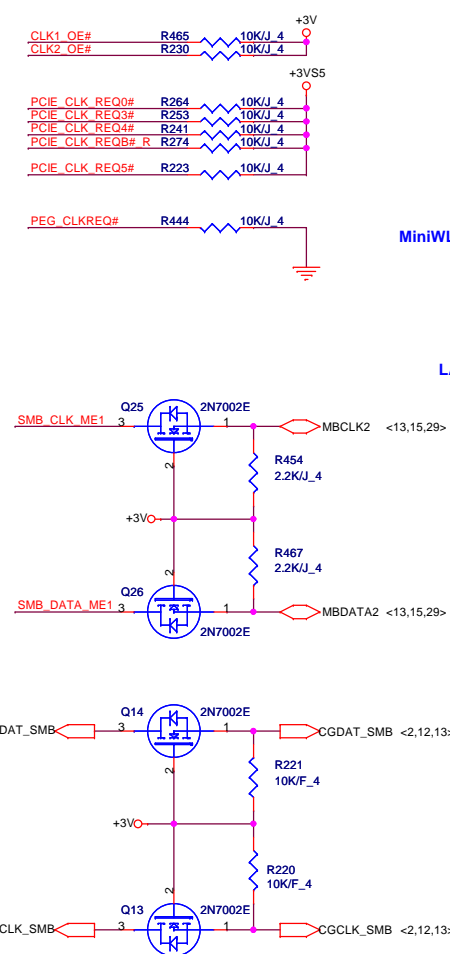 +3V
CLK1_OE# R465 10K/J_4
CLK2_OE# R230 10K/J_4
+3VS5
PCIE_CLK_REQ0# R264 10K/J_4
PCIE_CLK_REQ3# R253 10K/J_4
PCIE_CLK_REQ4# R241 10K/J_4
PCIE_CLK_REQB#_R R274 10K/J_4
PCIE_CLK_REQ5# R223 10K/J_4
PEG_CLKREQ# R444 10K/J_4
MiniWL
LA
Q25 2N7002E
SMB_CLK_ME1 3 1 MBCLK2 <13,15,29>
2
R454
2.2K/J_4
+3V
R467
2.2K/J_4
2
Q26
SMB_DATA_ME1 3 1 MBDATA2 <13,15,29>
2N7002E
Q14 2N7002E
DAT_SMB 3 1 CGDAT_SMB <2,12,13>
2
R221
10K/F_4
+3V
R220
10K/F_4
2
Q13 2N7002E
CLK_SMB 3 1 CGCLK_SMB <2,12,13>